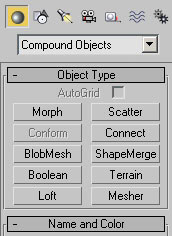 Compound Objects
- Object Type
AutoGrid
Morph Scatter
Conform Connect
BlobMesh ShapeMerge
Boolean Terrain
Loft Mesher
- Name and Color